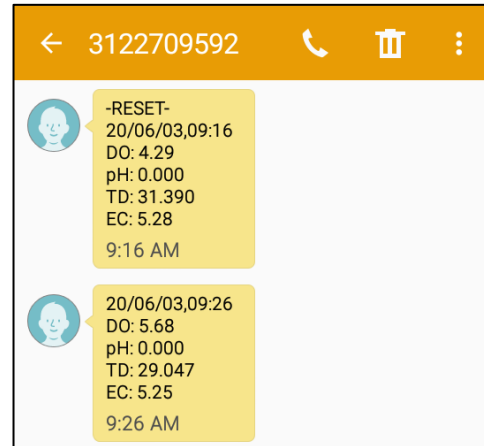 3122709592
-RESET-
20/06/03,09:16
DO: 4.29
pH: 0.000
TD: 31.390
EC: 5.28
9:16 AM
20/06/03,09:26
DO: 5.68
pH: 0.000
TD: 29.047
EC: 5.25
9:26 AM